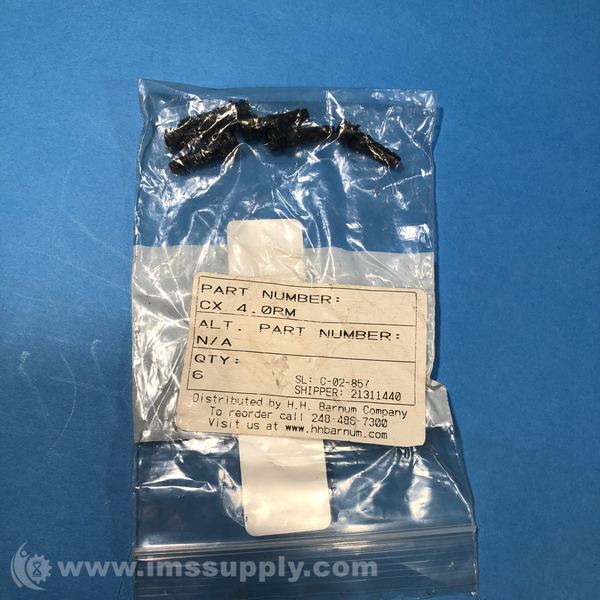 PART NUMBER:
CX 4.0PM
ALT. PART NUMBER:
N/A
QTY:
6
SL: C-02-857
SHIPPER: 21311440
Distributed by H.H. Barnum Company
To reorder call 248-486-7300
Visit us at www.hhbarnum.com
www.imssupply.com